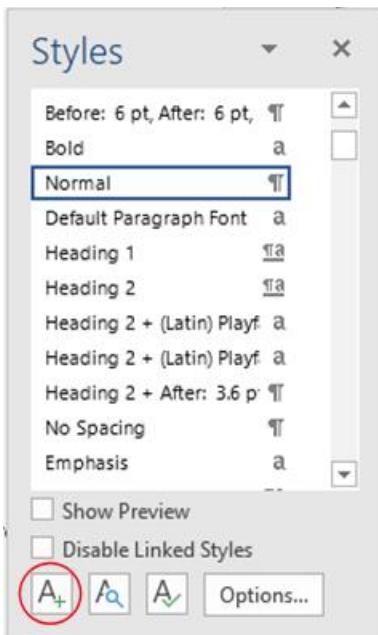 Styles
Before: 6 pt, After: 6 pt, ¶
Bold a
Normal ¶
Default Paragraph Font a
Heading 1 ¶a
Heading 2 ¶a
Heading 2 + (Latin) Playf a
Heading 2 + (Latin) Playf a
Heading 2 + After: 3.6 p ¶
No Spacing ¶
Emphasis a
Show Preview
Disable Linked Styles
Options...